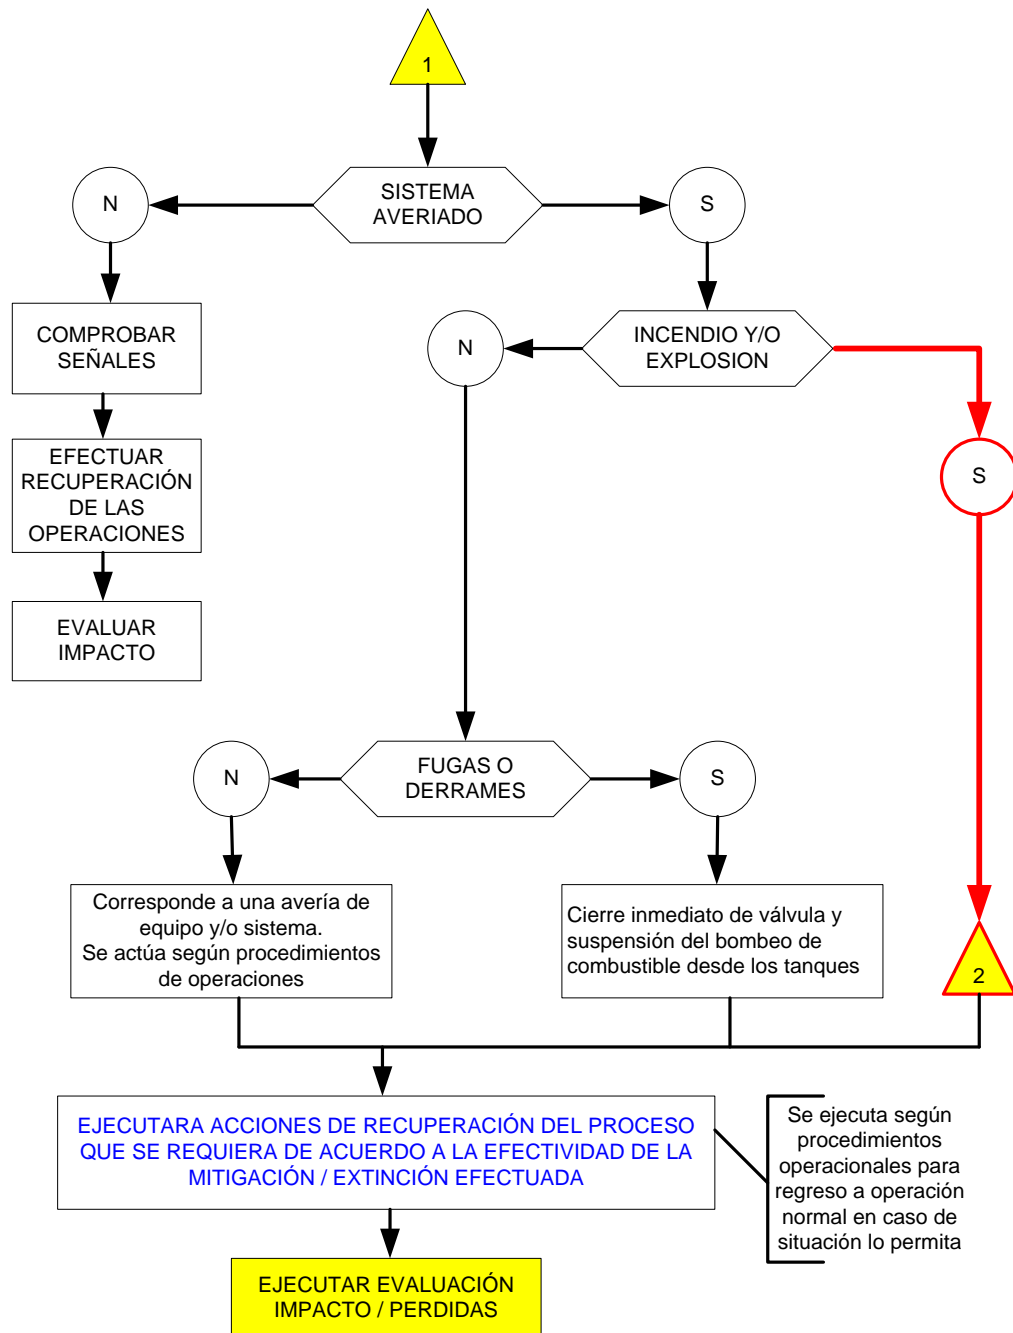 1
SISTEMA
AVERIADO
N
S
COMPROBAR
SEÑALES
INCENDIO Y/O
EXPLOSION
N
S
EFECTUAR
RECUPERACIÓN
DE LAS
OPERACIONES
EVALUAR
IMPACTO
FUGAS O
DERRAMES
N
S
Corresponde a una avería de
equipo y/o sistema.
Se actúa según procedimientos
de operaciones
Cierre inmediato de válvula y
suspensión del bombeo de
combustible desde los tanques
2
EJECUTARA ACCIONES DE RECUPERACIÓN DEL PROCESO
QUE SE REQUIERA DE ACUERDO A LA EFECTIVIDAD DE LA
MITIGACIÓN / EXTINCIÓN EFECTUADA
Se ejecuta según
procedimientos
operacionales para
regreso a operación
normal en caso de
situación lo permita
EJECUTAR EVALUACIÓN
IMPACTO / PERDIDAS